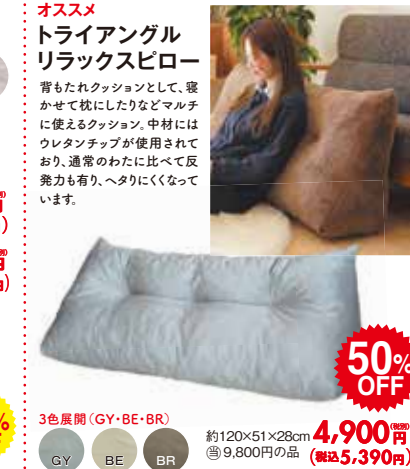 オススメ
トライアングル
リラックスピロー
背もたれクッションとして、寝
かせて枕にしたりなどマルチ
に使えるクッション。中材には
ウレタンチップが使用されて
おり、通常のわたに比べて反
発力も有り、ヘタりにくくなって
います。
50%
OFF
3色展開(GY・BE・BR)
GY BE BR
約120×51×28cm
当 9,800円の品
4,900円(税別)
(税込5,390円)